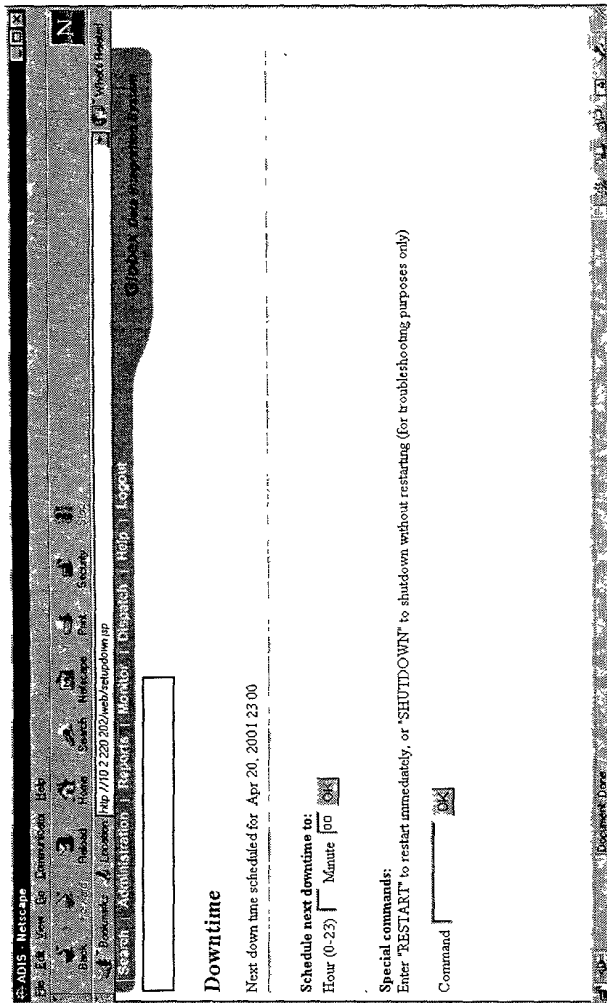 ADIS - Netscape
File Edit View Go Communicator Help
Back Reload Home Search Netscape Print Security Stop
Bookmarks Location http //10 2 220 202/web/setupdown jsp What's Related
Search | Administration | Reports | Monitor | Dispatch | Help | Logout
Global Data Integration System
Downtime
Next down time scheduled for Apr 20, 2001 23 00
Schedule next downtime to:
Hour (0-23) Minute 00 OK
Special commands:
Enter "RESTART" to restart immediately, or "SHUTDOWN" to shutdown without restarting (for troubleshooting purposes only)
Command OK
Document Done